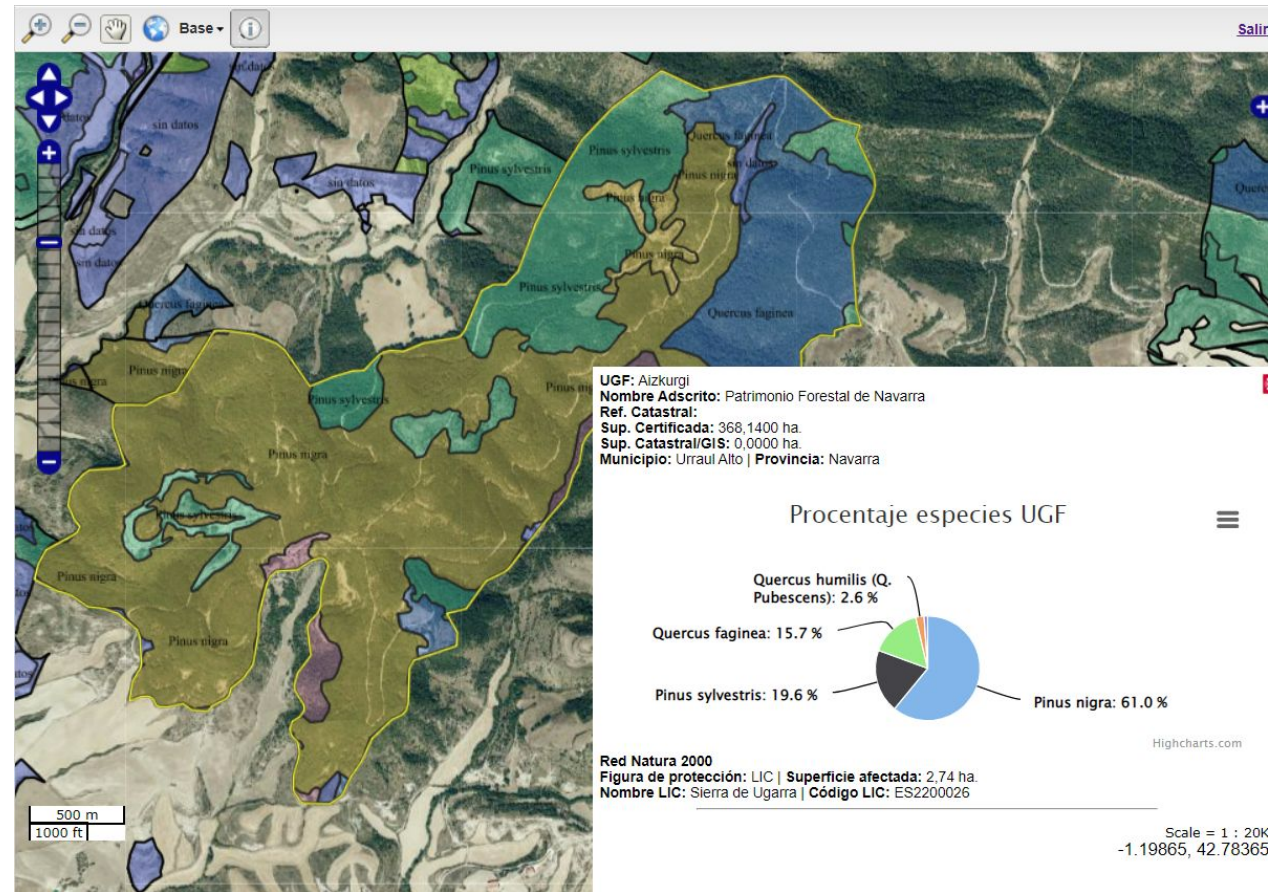 Base
Salir
sin datos
sin datos
Pinus sylvestris
Pinus sylvestris
Quercus faginea
sin datos
Pinus nigra
sin datos
Pinus nigra
sin datos
sin datos
Pinus nigra
Quercus faginea
Pinus sylvestris
Quercus faginea
Pinus nigra
Pinus sylvestris
Pinus nigra
Pinus sylvestris
Pinus nigra
Pinus nigra
UGF: Aizkurgi
Nombre Adscrito: Patrimonio Forestal de Navarra
Ref. Catastral:
Sup. Certificada: 368,1400 ha.
Sup. Catastral/GIS: 0,0000 ha.
Municipio: Urraul Alto | Provincia: Navarra
Procentaje especies UGF
Quercus humilis (Q.
Pubescens): 2.6 %
Quercus faginea: 15.7 %
Pinus sylvestris: 19.6 %
Pinus nigra: 61.0 %
Highcharts.com
Red Natura 2000
Figura de protección: LIC | Superficie afectada: 2,74 ha.
Nombre LIC: Sierra de Ugarra | Código LIC: ES2200026
500 m
1000 ft
Scale = 1 : 20K
-1.19865, 42.78365